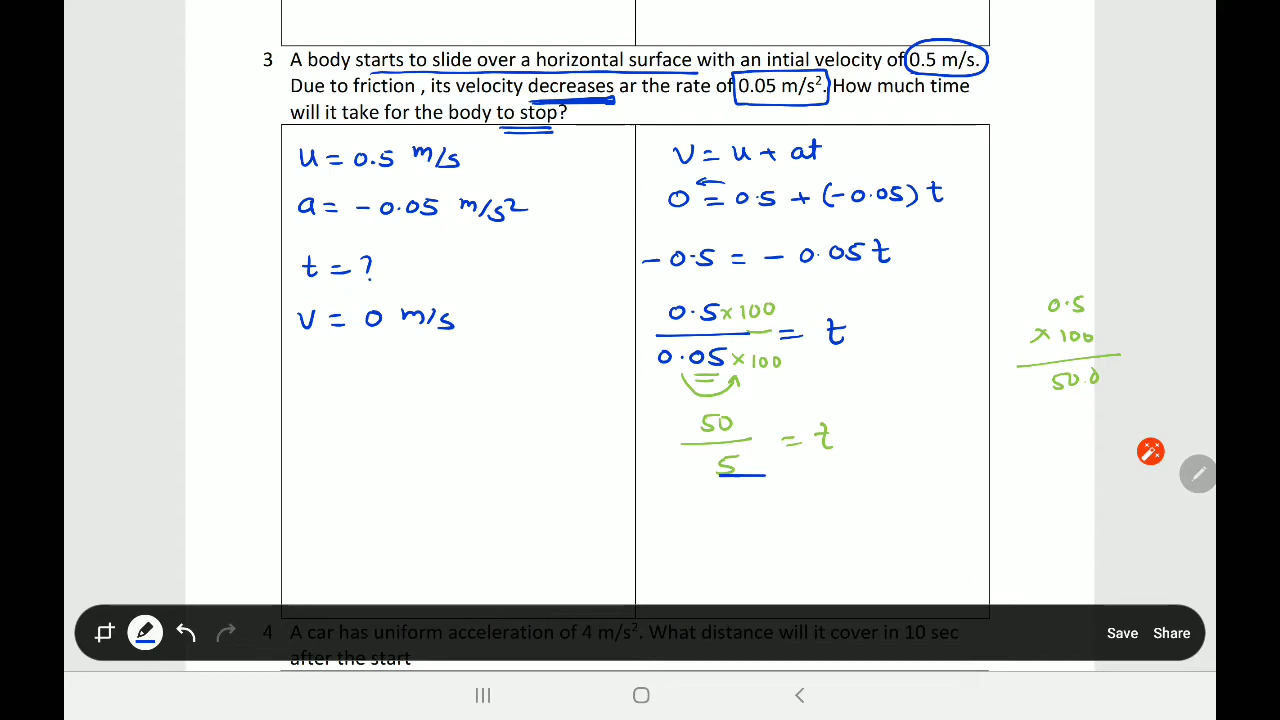 3 A body starts to slide over a horizontal surface with an intial velocity of 0.5 m/s.
Due to friction , its velocity decreases ar the rate of 0.05 m/s². How much time
will it take for the body to stop?
u = 0.5 m/s
a = - 0.05 m/s²
t = ?
v = 0 m/s
v = u + at
0 = 0.5 + (-0.05) t
-0.5 = - 0.05 t
0.5 × 100
0.05 × 100
= t
50
5
= t
0.5
× 100
50.0
4 A car has uniform acceleration of 4 m/s². What distance will it cover in 10 sec
after the start
Save Share